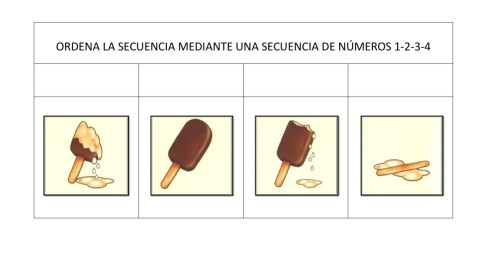 ORDENA LA SECUENCIA MEDIANTE UNA SECUENCIA DE NÚMEROS 1-2-3-4